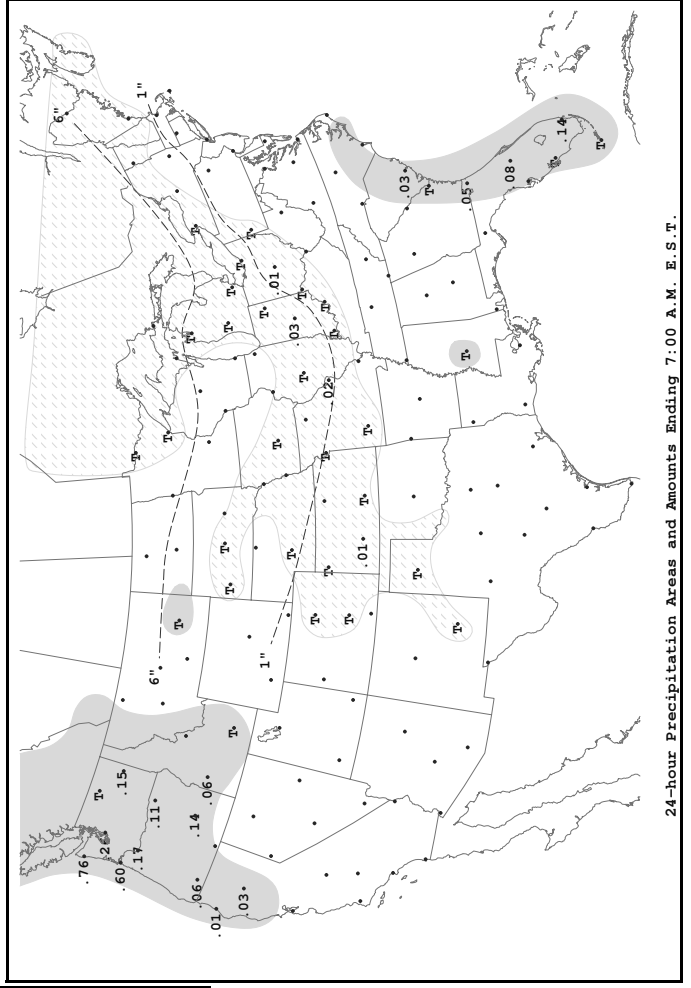 6"
.76
2 T
.60 .15
.17 T 1"
.11 6" T
T
.06 .14 T T
.01 .06
T T T T T
.03 T T
1" T .01
T
T .03 T T
T T T .02 T T
T
.01 T T
.03
T T
T T .05
.08
.14
T
24-hour Precipitation Areas and Amounts Ending 7:00 A.M. E.S.T.